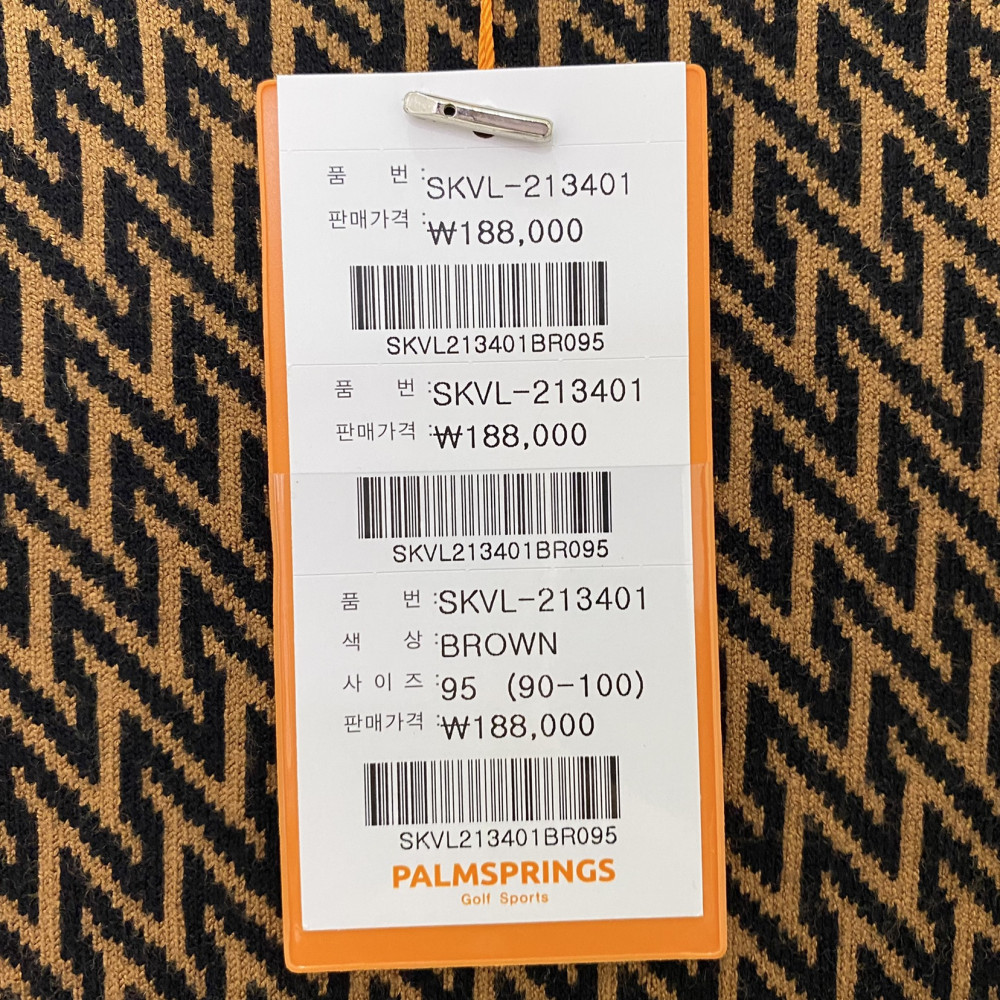 품 번 : SKVL-213401
판매가격 : ₩188,000
SKVL213401BR095
품 번 : SKVL-213401
판매가격 : ₩188,000
SKVL213401BR095
품 번 : SKVL-213401
색 상 : BROWN
사 이 즈 : 95 (90-100)
판매가격 : ₩188,000
SKVL213401BR095
PALMSPRINGS
Golf Sports